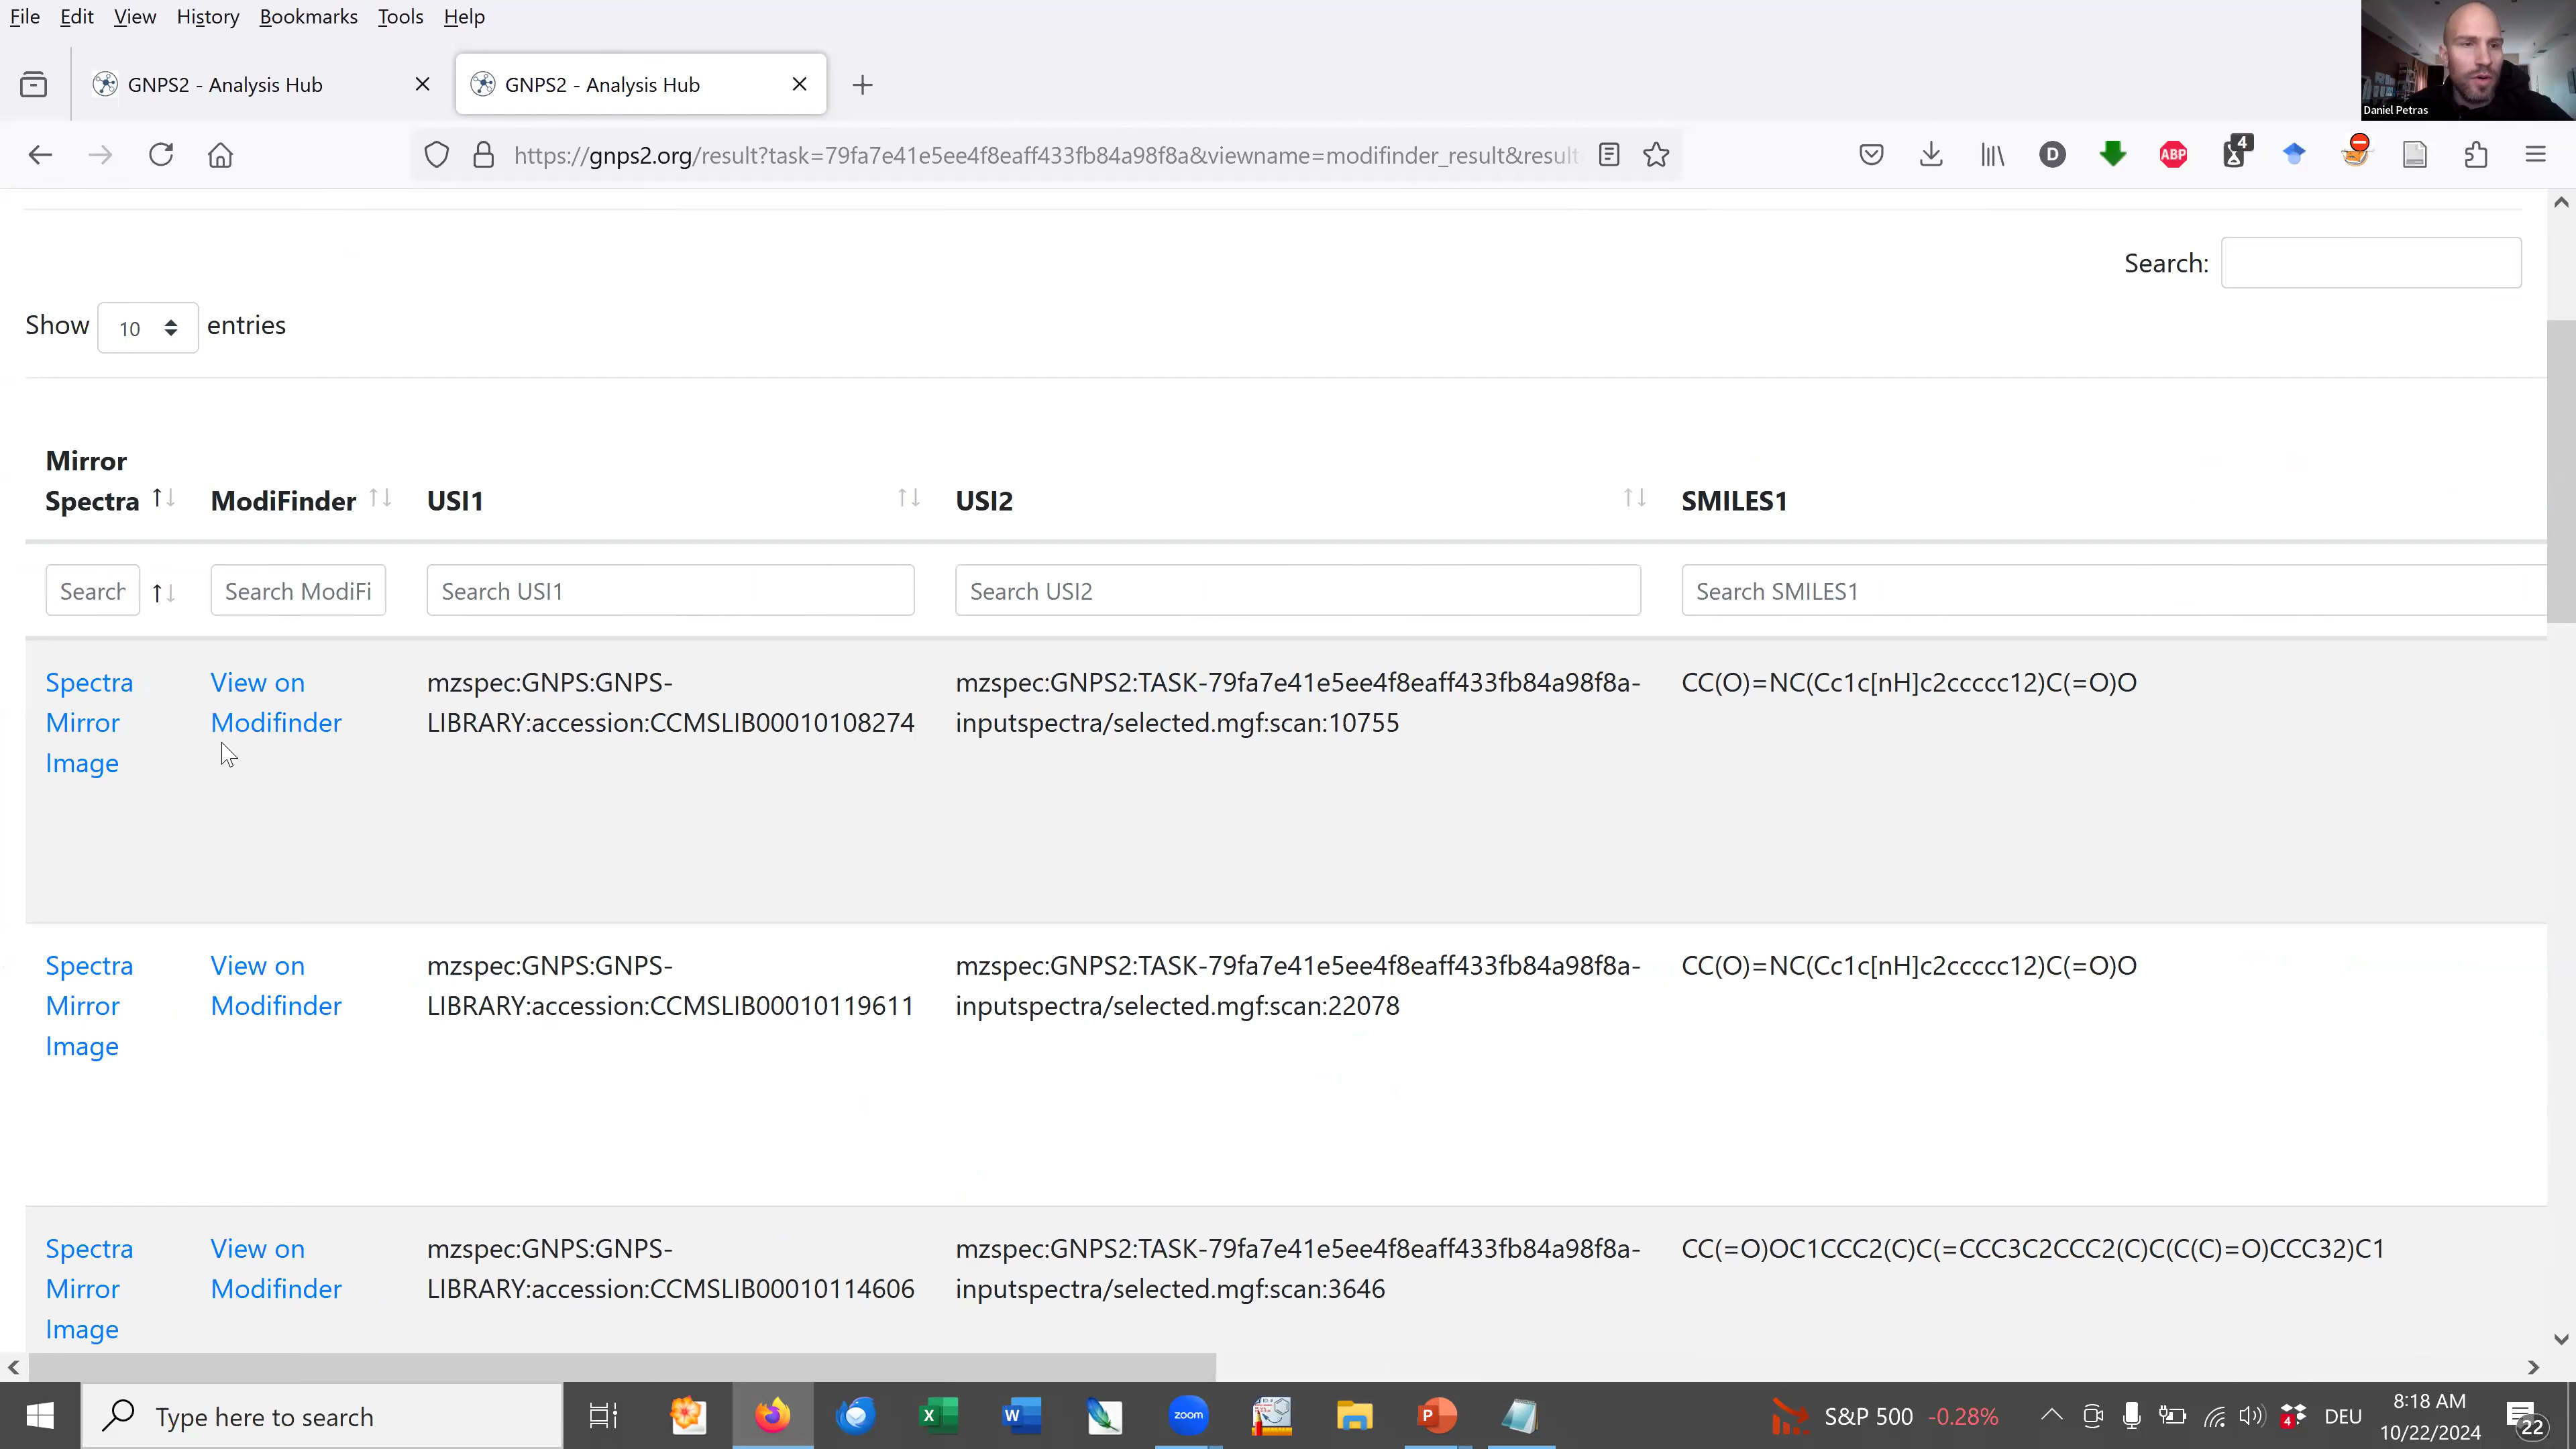 File Edit View History Bookmarks Tools Help
Daniel Petras
GNPS2 - Analysis Hub GNPS2 - Analysis Hub
https://gnps2.org/result?task=79fa7e41e5ee4f8eaff433fb84a98f8a&viewname=modifinder_result&result
D ABP 4
Search:
Show 10 entries
Mirror
Spectra ModiFinder USI1 USI2 SMILES1
Search Search ModiFi Search USI1 Search USI2 Search SMILES1
Spectra View on mzspec:GNPS:GNPS- mzspec:GNPS2:TASK-79fa7e41e5ee4f8eaff433fb84a98f8a- CC(O)=NC(Cc1c[nH]c2ccccc12)C(=O)O
Mirror Modifinder LIBRARY:accession:CCMSLIB00010108274 inputspectra/selected.mgf:scan:10755
Image
Spectra View on mzspec:GNPS:GNPS- mzspec:GNPS2:TASK-79fa7e41e5ee4f8eaff433fb84a98f8a- CC(O)=NC(Cc1c[nH]c2ccccc12)C(=O)O
Mirror Modifinder LIBRARY:accession:CCMSLIB00010119611 inputspectra/selected.mgf:scan:22078
Image
Spectra View on mzspec:GNPS:GNPS- mzspec:GNPS2:TASK-79fa7e41e5ee4f8eaff433fb84a98f8a- CC(=O)OC1CCC2(C)C(=CCC3C2CCC2(C)C(C(C)=O)CCC32)C1
Mirror Modifinder LIBRARY:accession:CCMSLIB00010114606 inputspectra/selected.mgf:scan:3646
Image
Type here to search X W zoom P S&P 500 -0.28% 4 DEU 8:18 AM
10/22/2024 22